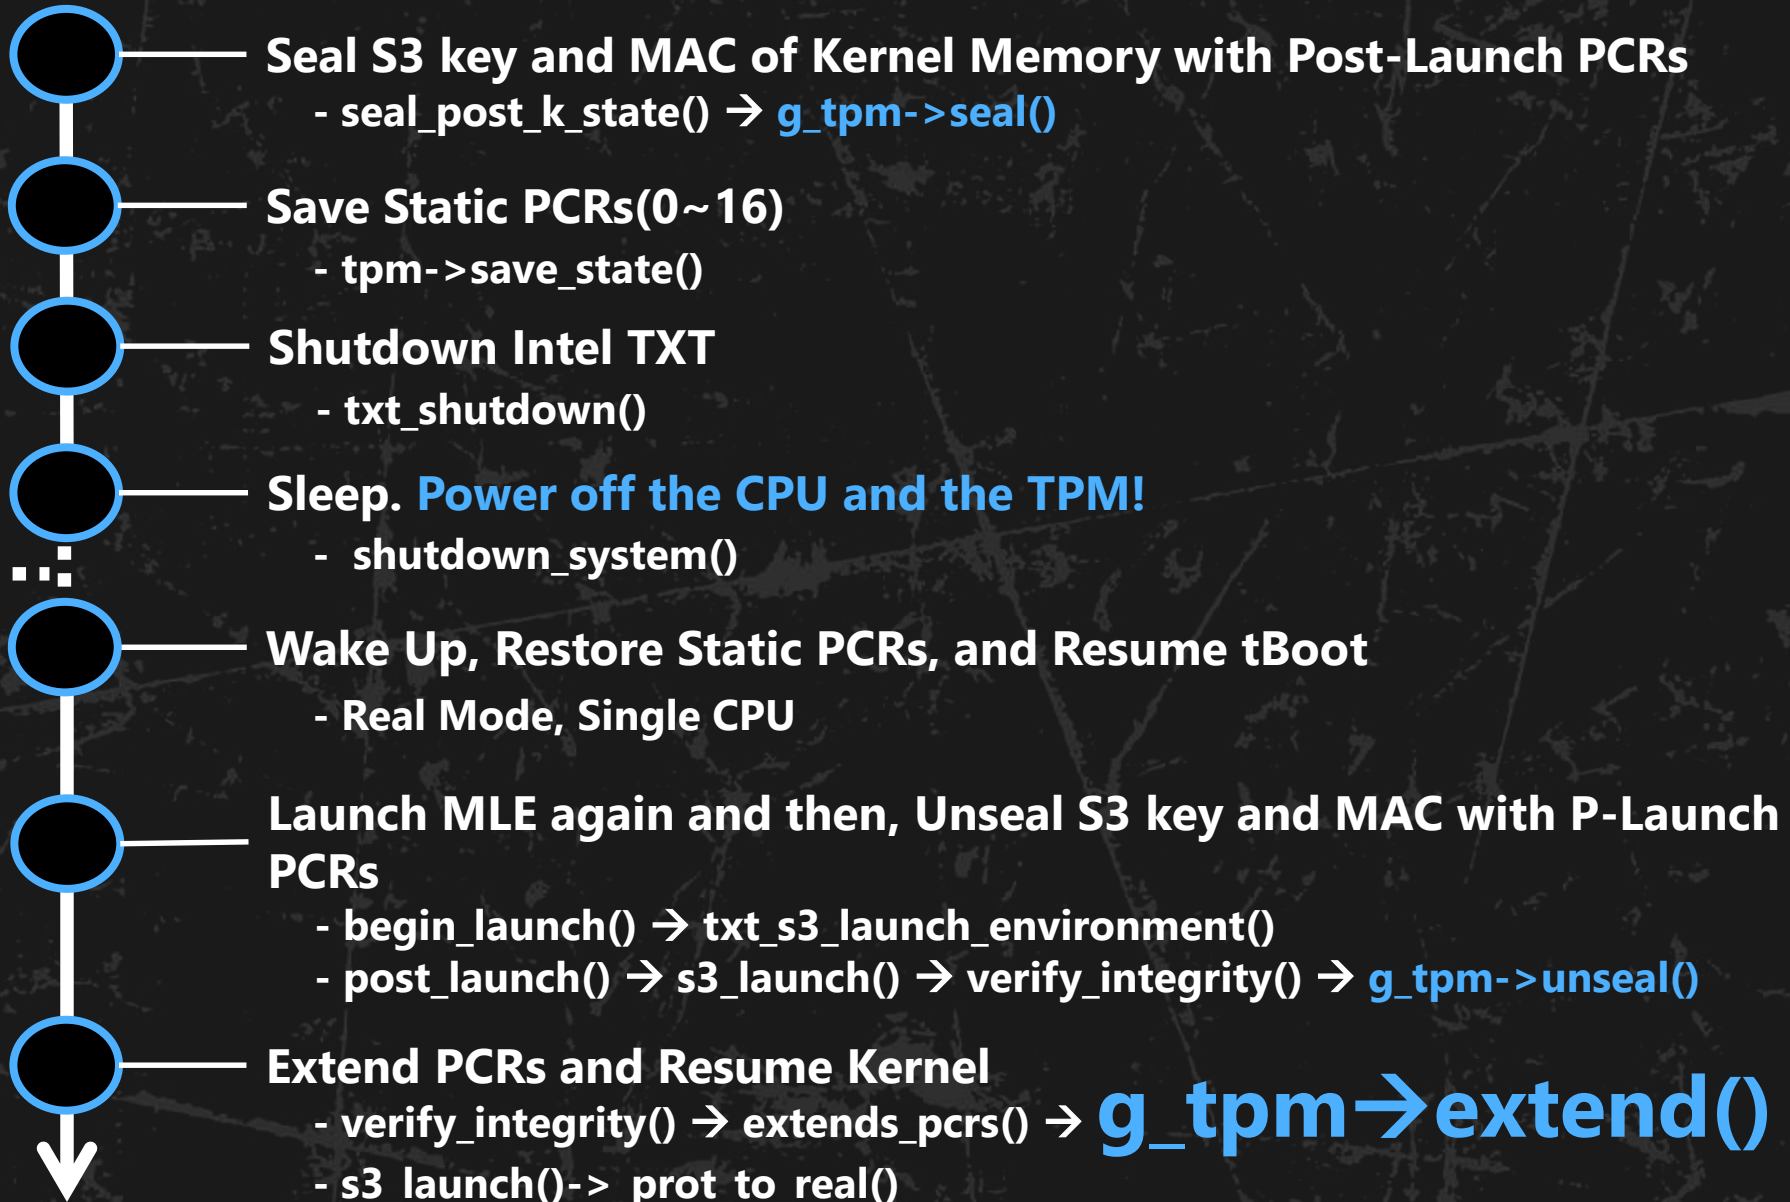 Seal S3 key and MAC of Kernel Memory with Post-Launch PCRs
- seal_post_k_state() → g_tpm->seal()
Save Static PCRs(0~16)
- tpm->save_state()
Shutdown Intel TXT
- txt_shutdown()
Sleep. Power off the CPU and the TPM!
- shutdown_system()
Wake Up, Restore Static PCRs, and Resume tBoot
- Real Mode, Single CPU
Launch MLE again and then, Unseal S3 key and MAC with P-Launch
PCRs
- begin_launch() → txt_s3_launch_environment()
- post_launch() → s3_launch() → verify_integrity() → g_tpm->unseal()
Extend PCRs and Resume Kernel
- verify_integrity() → extends_pcrs() → g_tpm→extend()
- s3_launch()->_prot_to_real()